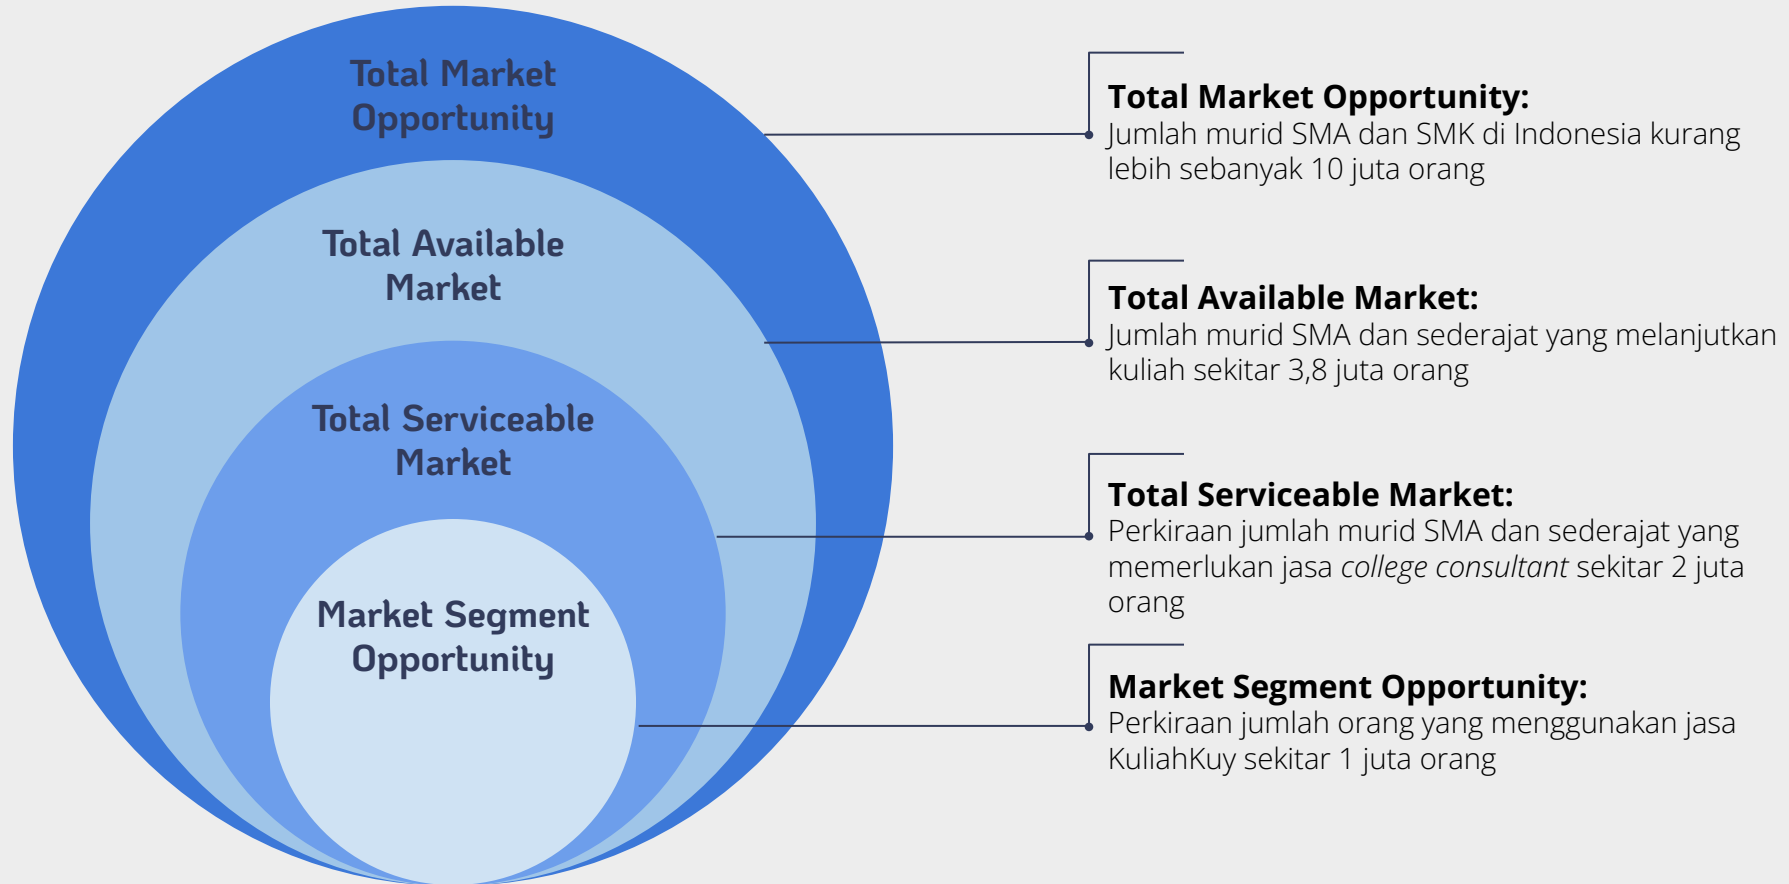 Total Market
Opportunity
Total Available
Market
Total Serviceable
Market
Market Segment
Opportunity
Total Market Opportunity:
Jumlah murid SMA dan SMK di Indonesia kurang
lebih sebanyak 10 juta orang
Total Available Market:
Jumlah murid SMA dan sederajat yang melanjutkan
kuliah sekitar 3,8 juta orang
Total Serviceable Market:
Perkiraan jumlah murid SMA dan sederajat yang
memerlukan jasa college consultant sekitar 2 juta
orang
Market Segment Opportunity:
Perkiraan jumlah orang yang menggunakan jasa
KuliahKuy sekitar 1 juta orang